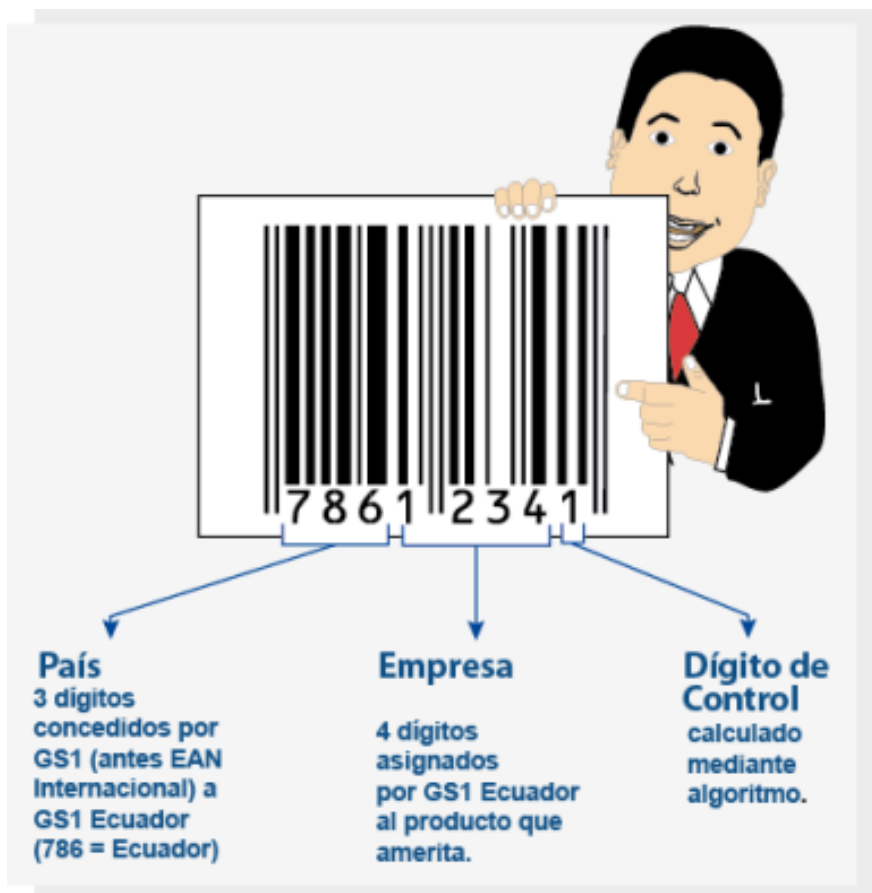 7861 2341
País
3 dígitos
concedidos por
GS1 (antes EAN
Internacional) a
GS1 Ecuador
(786 = Ecuador)
Empresa
4 dígitos
asignados
por GS1 Ecuador
al producto que
amerita.
Dígito de
Control
calculado
mediante
algoritmo.